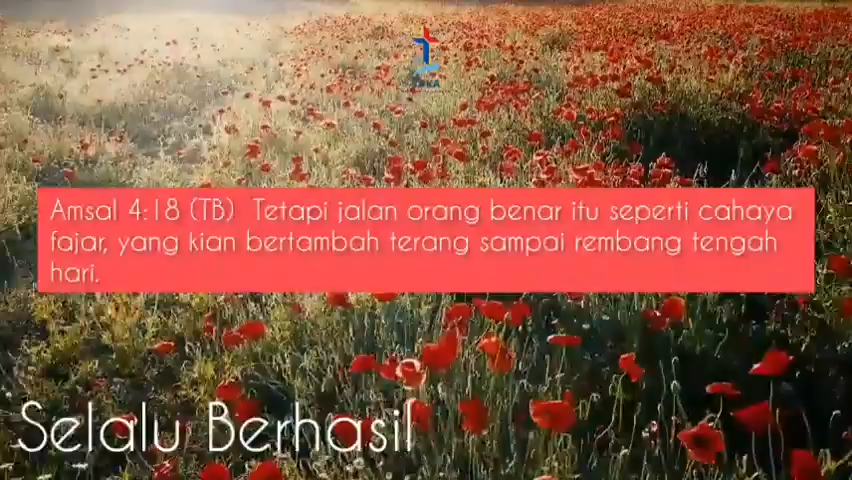 Amsal 4:18 (TB) Tetapi jalan orang benar itu seperti cahaya
fajar, yang kian bertambah terang sampai rembang tengah
hari.
Selalu Berhasil